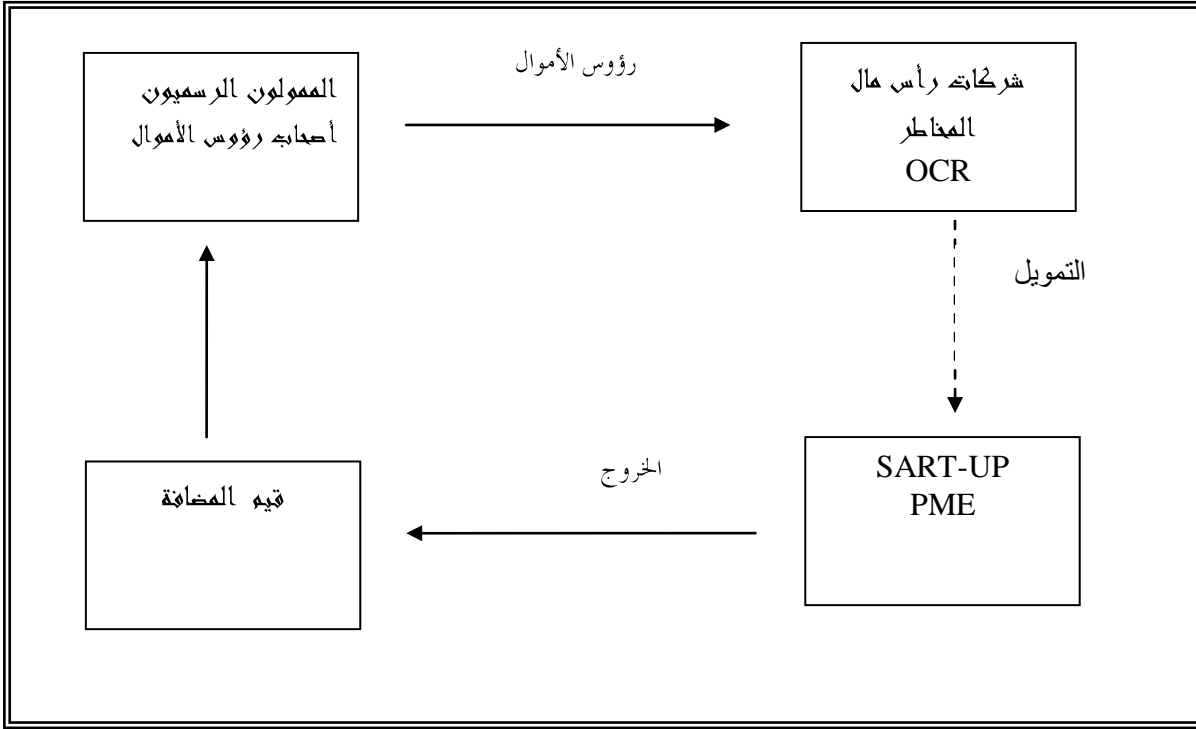 رؤوس الأموال
شركات رأس مال
المخاطر
OCR
الممولون الرسميون
أصحاب رؤوس الأموال
التمويل
SART-UP
PME
الخروج
قيم المضافة